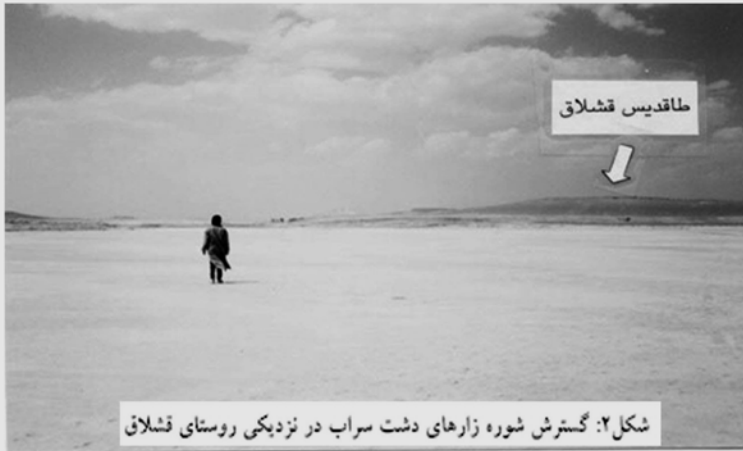 طاقدیس قشلاق
شکل۲: گسترش شوره زارهای دشت سراب در نزدیکی روستای قشلاق